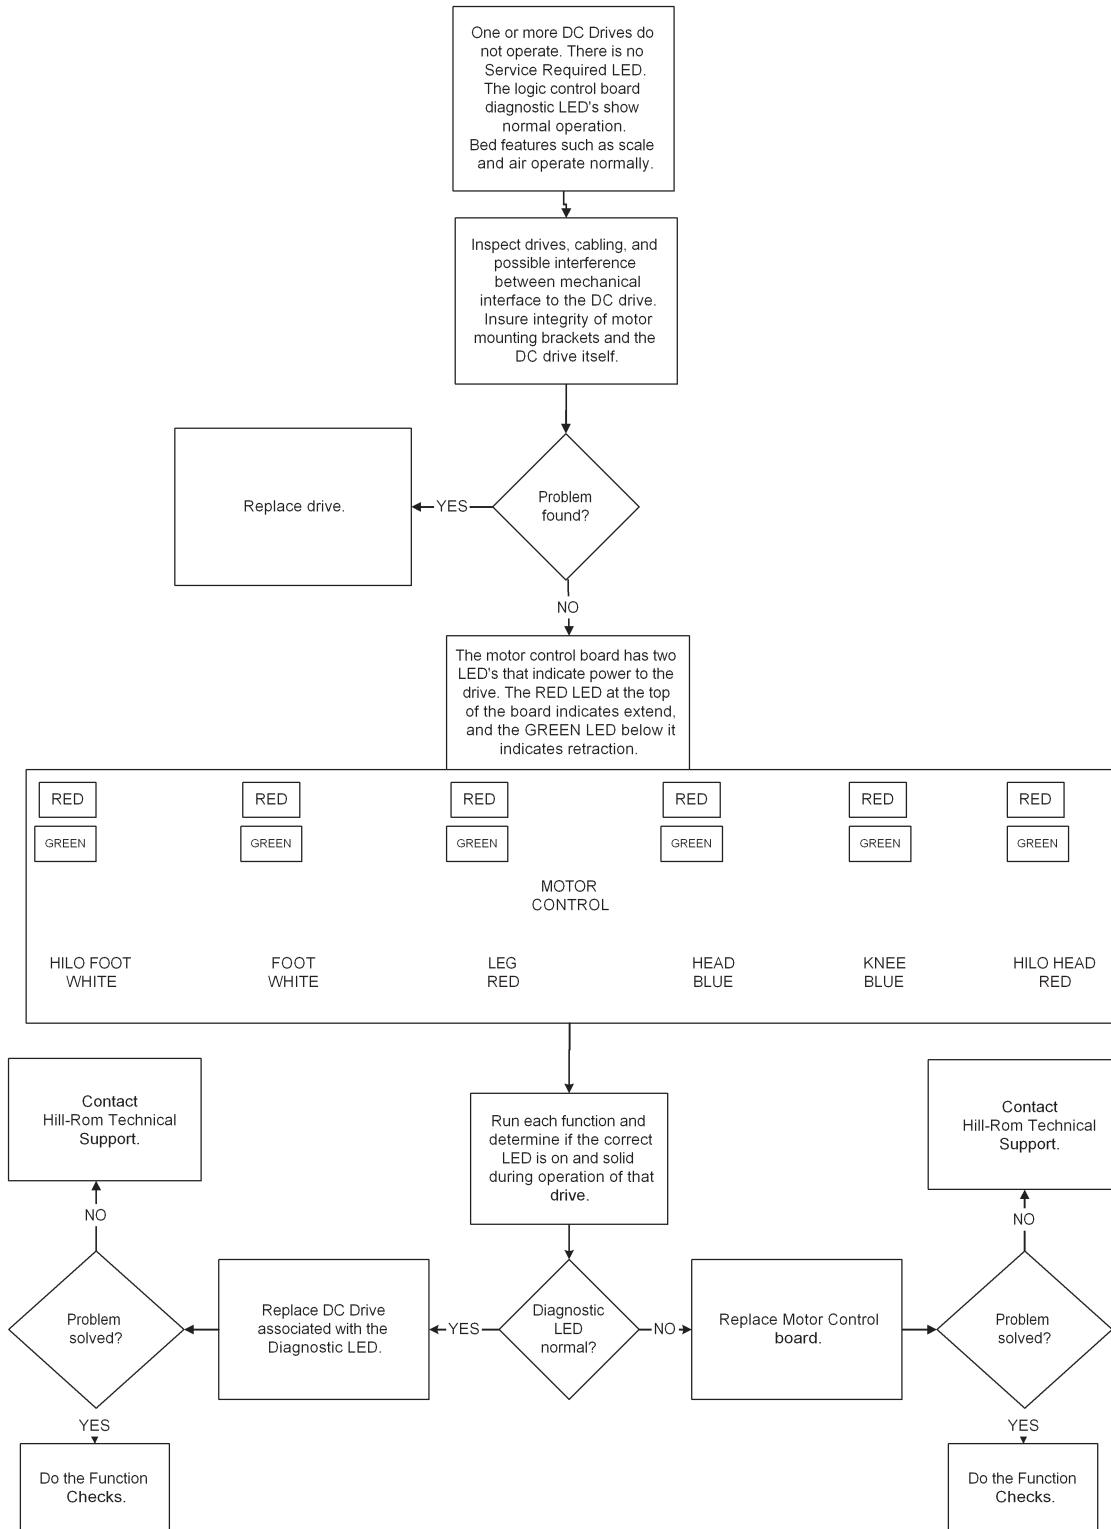 One or more DC Drives do
not operate. There is no
Service Required LED.
The logic control board
diagnostic LED's show
normal operation.
Bed features such as scale
and air operate normally.
Inspect drives, cabling, and
possible interference
between mechanical
interface to the DC drive.
Insure integrity of motor
mounting brackets and the
DC drive itself.
Problem
found?
YES
Replace drive.
NO
The motor control board has two
LED's that indicate power to the
drive. The RED LED at the top
of the board indicates extend,
and the GREEN LED below it
indicates retraction.
RED RED RED RED RED RED
GREEN GREEN GREEN GREEN GREEN GREEN
MOTOR
CONTROL
HILO FOOT FOOT LEG HEAD KNEE HILO HEAD
WHITE WHITE RED BLUE BLUE RED
Run each function and
determine if the correct
LED is on and solid
during operation of that
drive.
Diagnostic
LED
normal?
YES
Replace DC Drive
associated with the
Diagnostic LED.
Problem
solved?
NO
Contact
Hill-Rom Technical
Support.
YES
Do the Function
Checks.
NO
Replace Motor Control
board.
Problem
solved?
NO
Contact
Hill-Rom Technical
Support.
YES
Do the Function
Checks.